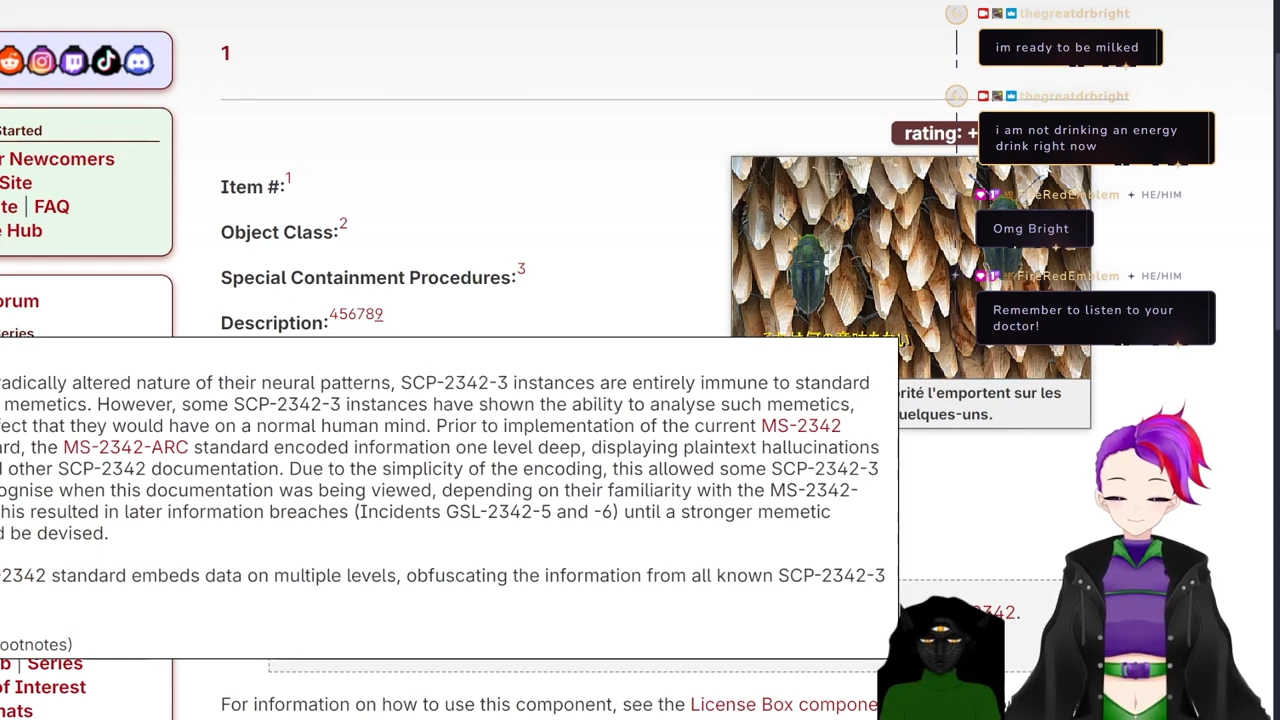 1
Started
r Newcomers
Site
te | FAQ
e Hub
orum
eries
rating: +
Item #:1
Object Class:2
Special Containment Procedures:3
Description:456789
rité l'emportent sur les
uelques-uns.
radically altered nature of their neural patterns, SCP-2342-3 instances are entirely immune to standard
memetics. However, some SCP-2342-3 instances have shown the ability to analyse such memetics,
fect that they would have on a normal human mind. Prior to implementation of the current MS-2342
ard, the MS-2342-ARC standard encoded information one level deep, displaying plaintext hallucinations
d other SCP-2342 documentation. Due to the simplicity of the encoding, this allowed some SCP-2342-3
ognise when this documentation was being viewed, depending on their familiarity with the MS-2342-
his resulted in later information breaches (Incidents GSL-2342-5 and -6) until a stronger memetic
d be devised.
-2342 standard embeds data on multiple levels, obfuscating the information from all known SCP-2342-3
ootnotes)
2342.
b | Series
of Interest
mats
For information on how to use this component, see the License Box compone
thegreatdrbright
im ready to be milked
thegreatdrbright
i am not drinking an energy
drink right now
FireRedEmblem + HE/HIM
Omg Bright
FireRedEmblem + HE/HIM
Remember to listen to your
doctor!